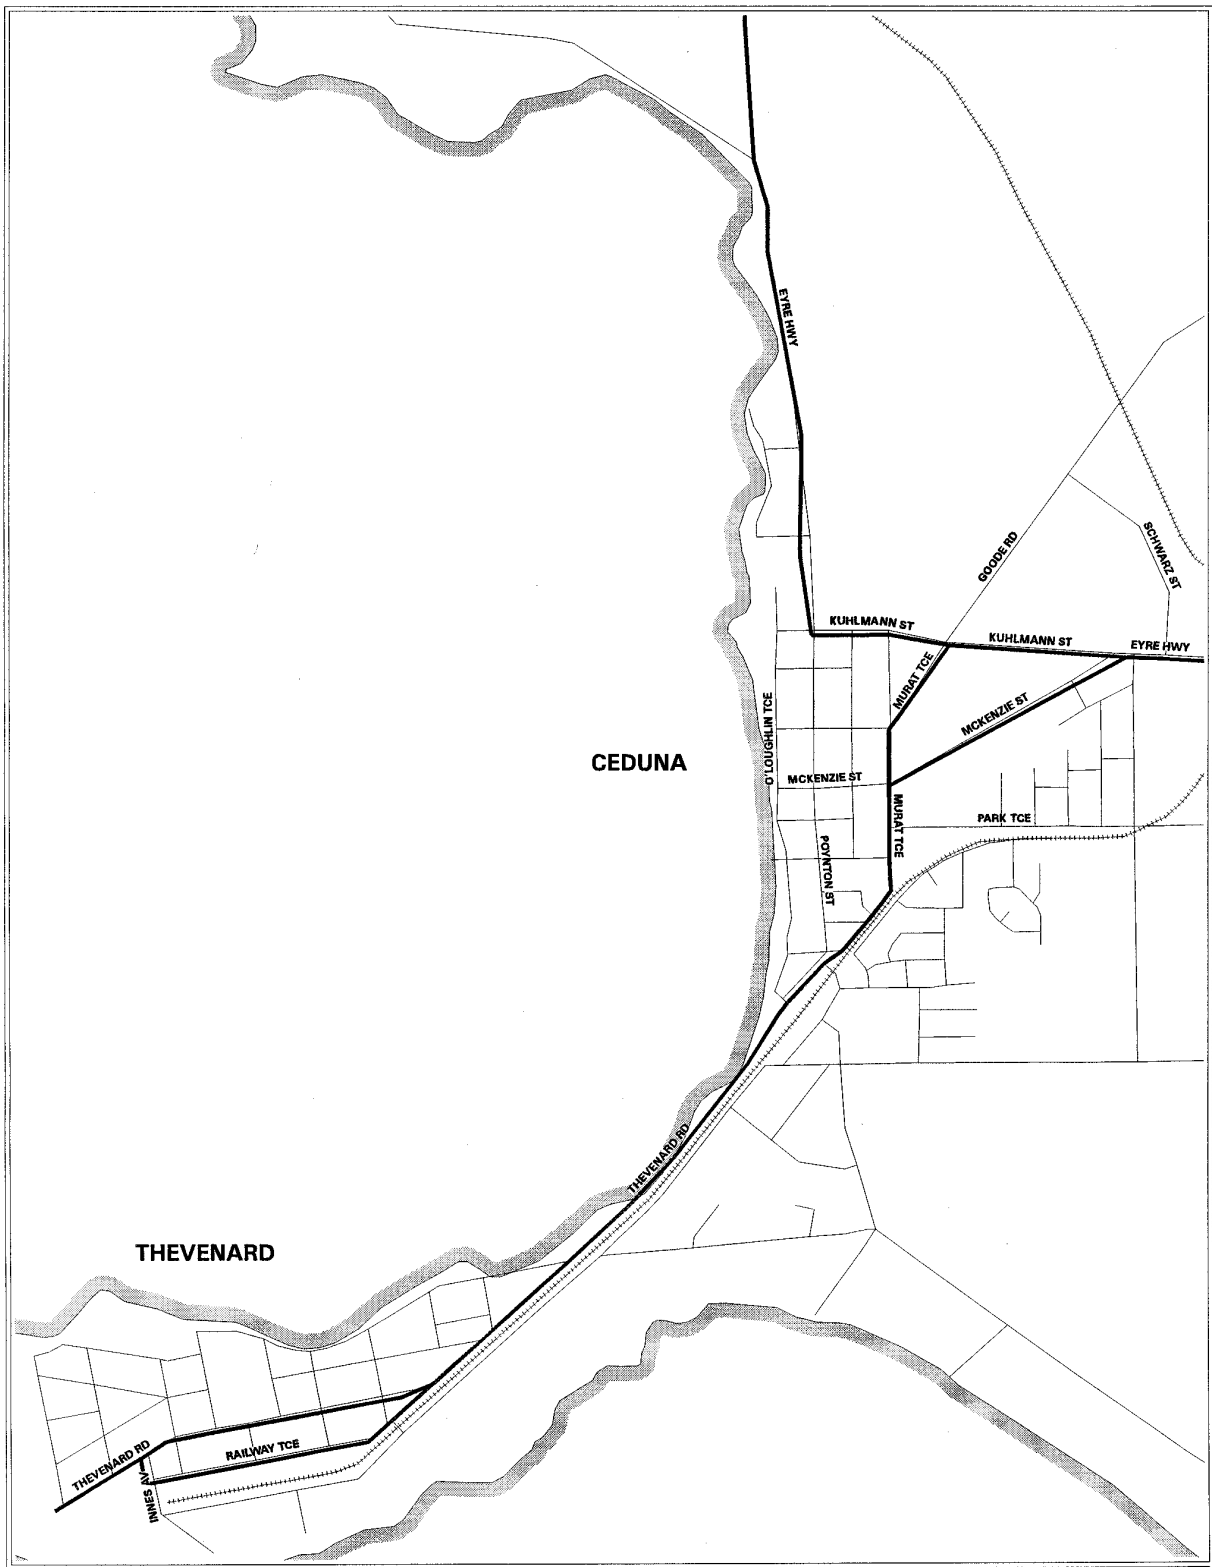 EYRE HWY
GOODE RD
SCHWARZ ST
KUHLMANN ST
KUHLMANN ST
EYRE HWY
MURAT TCE
MCKENZIE ST
O'LOUGHLIN TCE
CEDUNA
MCKENZIE ST
MURAT TCE
PARK TCE
POYNTON ST
THEVENARD RD
THEVENARD
THEVENARD RD
RAILWAY TCE
INNES AV